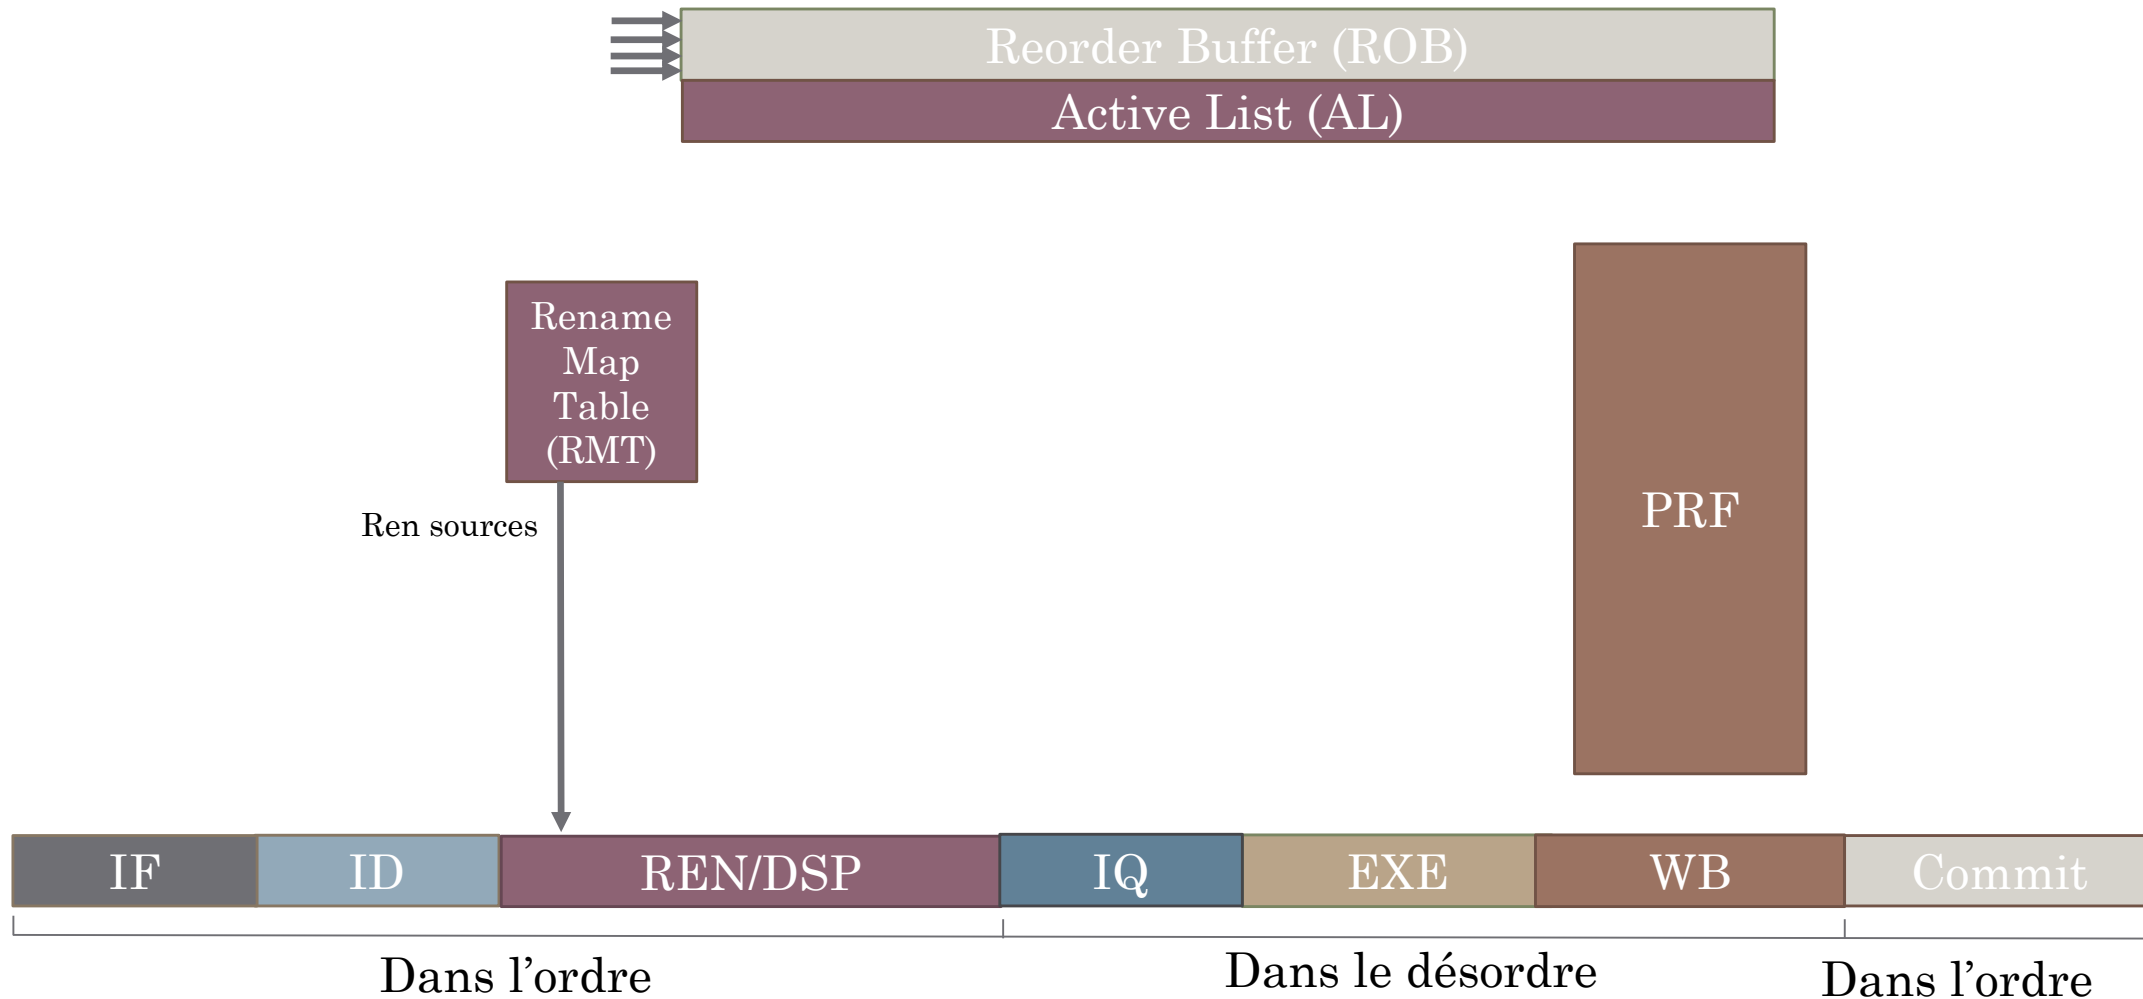 Reorder Buffer (ROB)
Active List (AL)
Rename
Map
Table
(RMT)
Ren sources
PRF
IF
ID
REN/DSP
IQ
EXE
WB
Commit
Dans l’ordre
Dans le désordre
Dans l’ordre